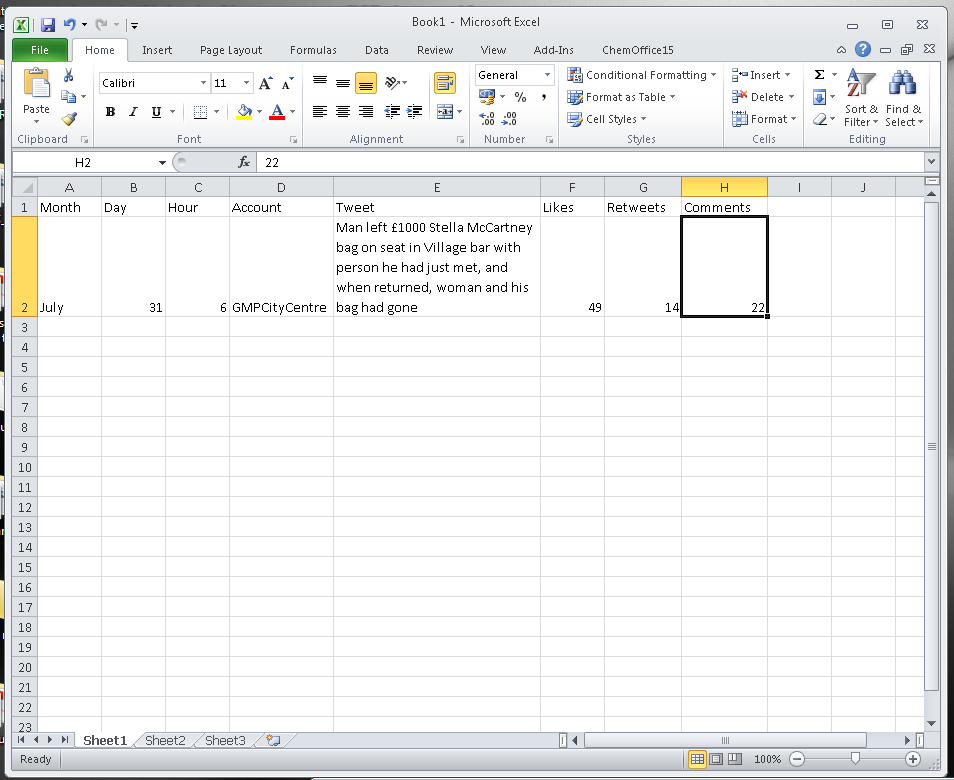 Book1 - Microsoft Excel
File Home Insert Page Layout Formulas Data Review View Add-Ins ChemOffice15
Paste
Calibri 11
A A
B I U A
General
% ,
.0 .00
.00 .0
Conditional Formatting
Format as Table
Cell Styles
Insert
Delete
Format
Σ
Sort & Filter
Find & Select
Clipboard Font Alignment Number Styles Cells Editing
H2 fx 22
A B C D E F G H I J
1 Month Day Hour Account Tweet Likes Retweets Comments
Man left £1000 Stella McCartney
bag on seat in Village bar with
person he had just met, and
when returned, woman and his
2 July 31 6 GMPCityCentre bag had gone 49 14 22
3
4
5
6
7
8
9
10
11
12
13
14
15
16
17
18
19
20
21
22
23
Sheet1 Sheet2 Sheet3
Ready 100%